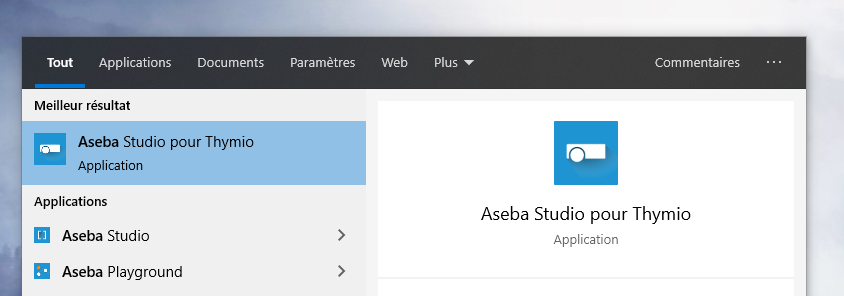 Tout Applications Documents Paramètres Web Plus Commentaires ...
Meilleur résultat
Aseba Studio pour Thymio
Application
Applications
Aseba Studio
Aseba Playground
Aseba Studio pour Thymio
Application